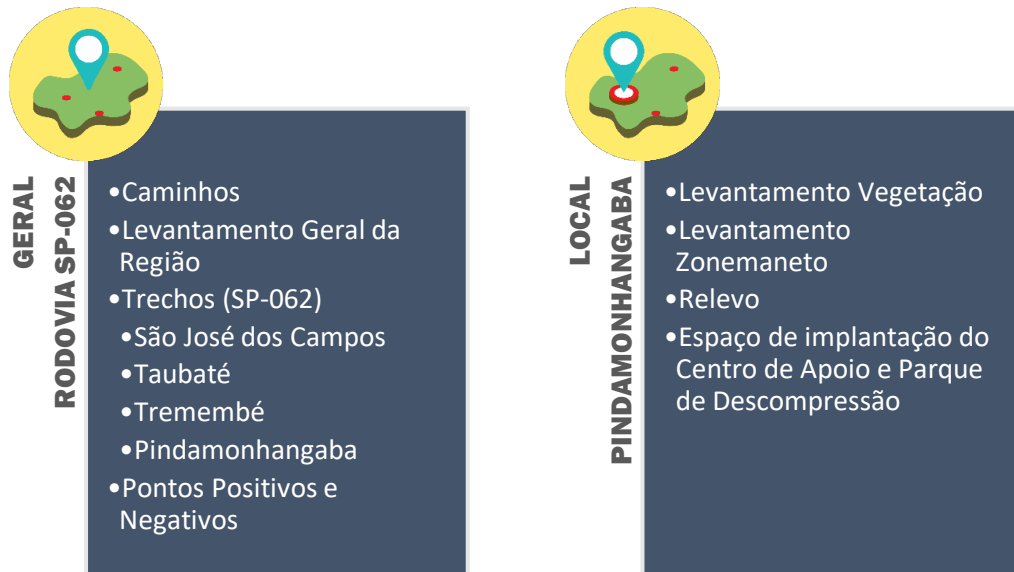 GERAL
RODOVIA SP-062
•Caminhos
•Levantamento Geral da
Região
•Trechos (SP-062)
•São José dos Campos
•Taubaté
•Tremembé
•Pindamonhangaba
•Pontos Positivos e
Negativos
LOCAL
PINDAMONHANGABA
•Levantamento Vegetação
•Levantamento
Zonemaneto
•Relevo
•Espaço de implantação do
Centro de Apoio e Parque
de Descompressão